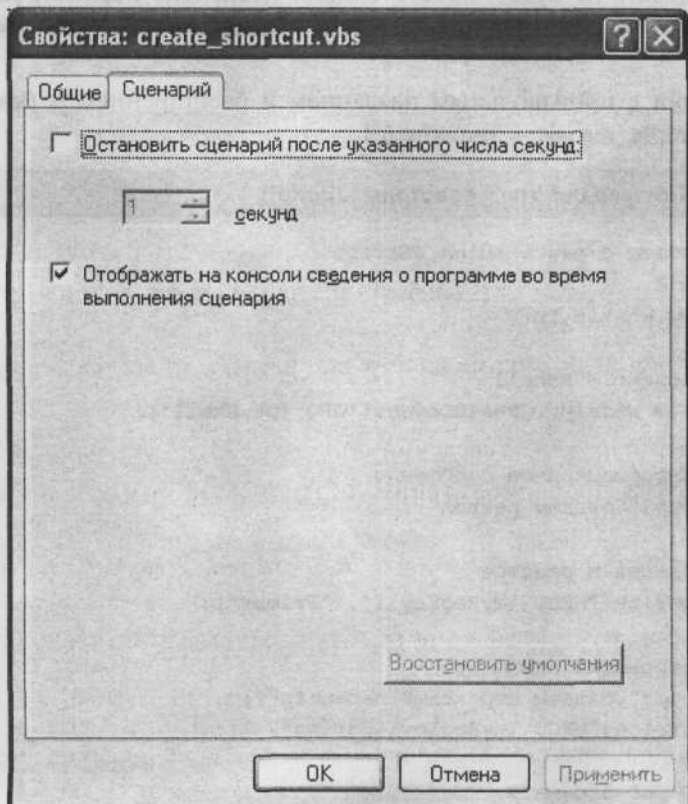 Свойства: create_shortcut.vbs
Общие
Сценарий
Остановить сценарий после указанного числа секунд:
секунд
Отображать на консоли сведения о программе во время
выполнения сценария
Восстановить умолчания
OK
Отмена
Применить